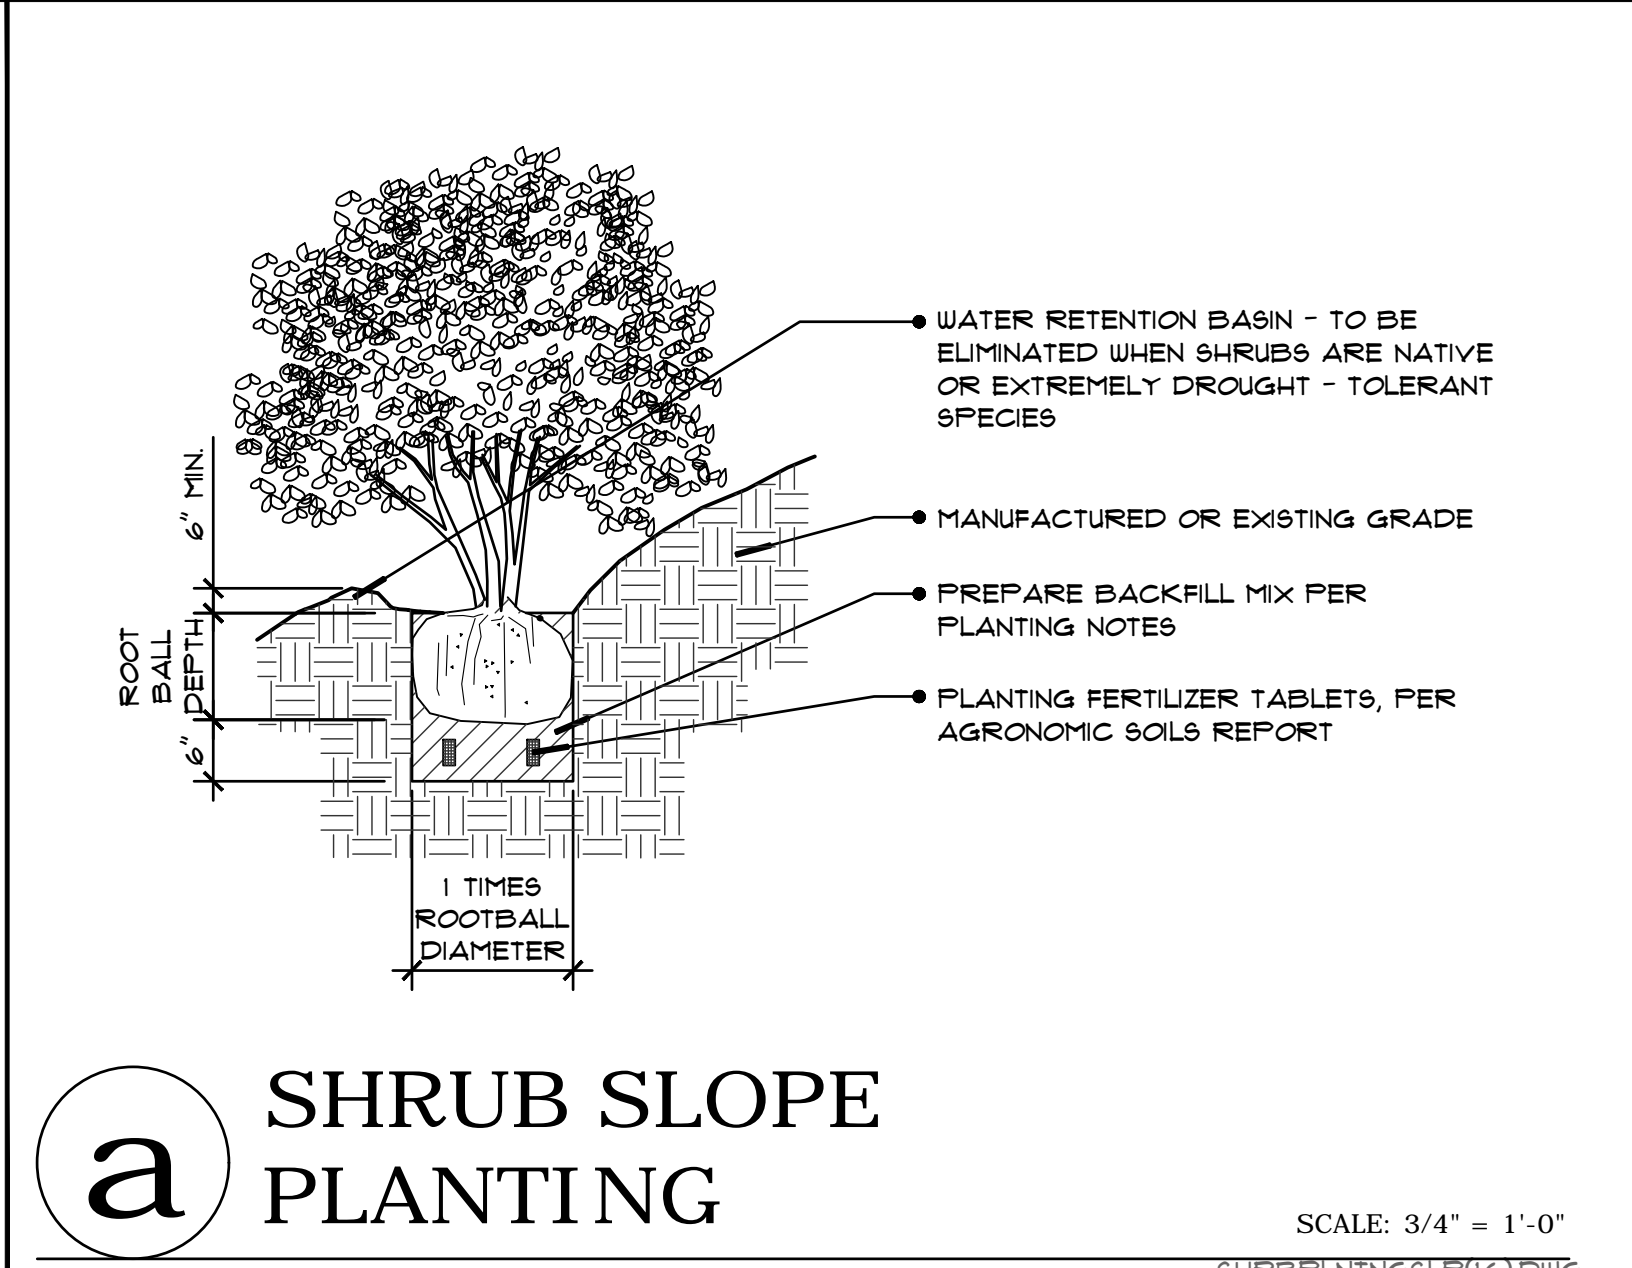 WATER RETENTION BASIN - TO BE
ELIMINATED WHEN SHRUBS ARE NATIVE
OR EXTREMELY DROUGHT - TOLERANT
SPECIES
MANUFACTURED OR EXISTING GRADE
PREPARE BACKFILL MIX PER
PLANTING NOTES
PLANTING FERTILIZER TABLETS, PER
AGRONOMIC SOILS REPORT
6" MIN.
ROOT
BALL
DEPTH
6"
1 TIMES
ROOTBALL
DIAMETER
a
SHRUB SLOPE
PLANTING
SCALE: 3/4" = 1'-0"